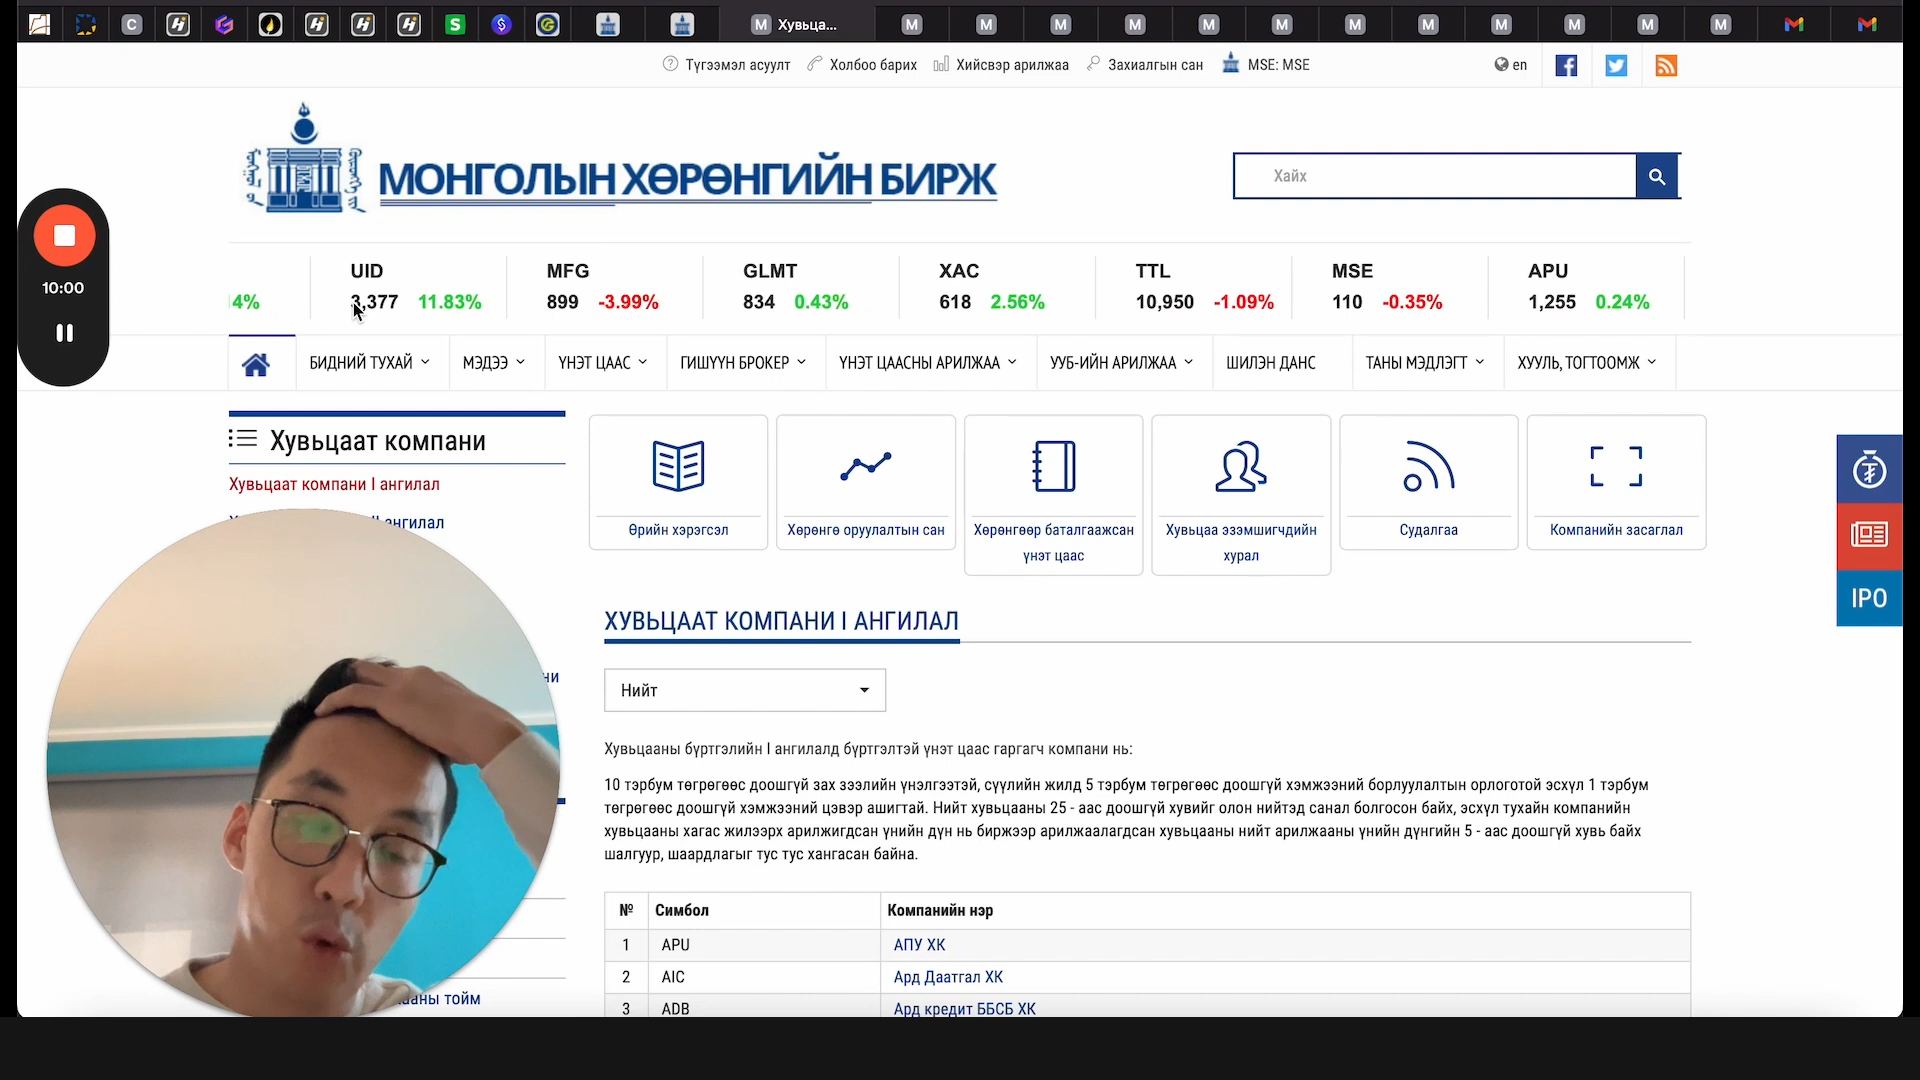 Хувьца...
Түгээмэл асуулт
Холбоо барих
Хийсвэр арилжаа
Захиалгын сан
MSE: MSE
en
МОНГОЛЫН ХӨРӨНГИЙН БИРЖ
Хайх
10:00
4%
UID
3,377 11.83%
MFG
899 -3.99%
GLMT
834 0.43%
XAC
618 2.56%
TTL
10,950 -1.09%
MSE
110 -0.35%
APU
1,255 0.24%
БИДНИЙ ТУХАЙ
МЭДЭЭ
ҮНЭТ ЦААС
ГИШҮҮН БРОКЕР
ҮНЭТ ЦААСНЫ АРИЛЖАА
УУБ-ИЙН АРИЛЖАА
ШИЛЭН ДАНС
ТАНЫ МЭДЛЭГТ
ХУУЛЬ, ТОГТООМЖ
Хувьцаат компани
Хувьцаат компани I ангилал
ангилал
ни
ааны тойм
Өрийн хэрэгсэл
Хөрөнгө оруулалтын сан
Хөрөнгөөр баталгаажсан
үнэт цаас
Хувьцаа эзэмшигчдийн
хурал
Судалгаа
Компанийн засаглал
IPO
ХУВЬЦААТ КОМПАНИ I АНГИЛАЛ
Нийт
Хувьцааны бүртгэлийн I ангилалд бүртгэлтэй үнэт цаас гаргагч компани нь:
10 тэрбум төгрөгөөс доошгүй зах зээлийн үнэлгээтэй, сүүлийн жилд 5 тэрбум төгрөгөөс доошгүй хэмжээний борлуулалтын орлоготой эсхүл 1 тэрбум
төгрөгөөс доошгүй хэмжээний цэвэр ашигтай. Нийт хувьцааны 25 - аас доошгүй хувийг олон нийтэд санал болгосон байх, эсхүл тухайн компанийн
хувьцааны хагас жилээрх арилжигдсан үнийн дүн нь биржээр арилжаалагдсан хувьцааны нийт арилжааны үнийн дүнгийн 5 - аас доошгүй хувь байх
шалгуур, шаардлагыг тус тус хангасан байна.
№ Симбол Компанийн нэр
1 APU АПУ ХК
2 AIC Ард Даатгал ХК
3 ADB Ард кредит ББСБ ХК